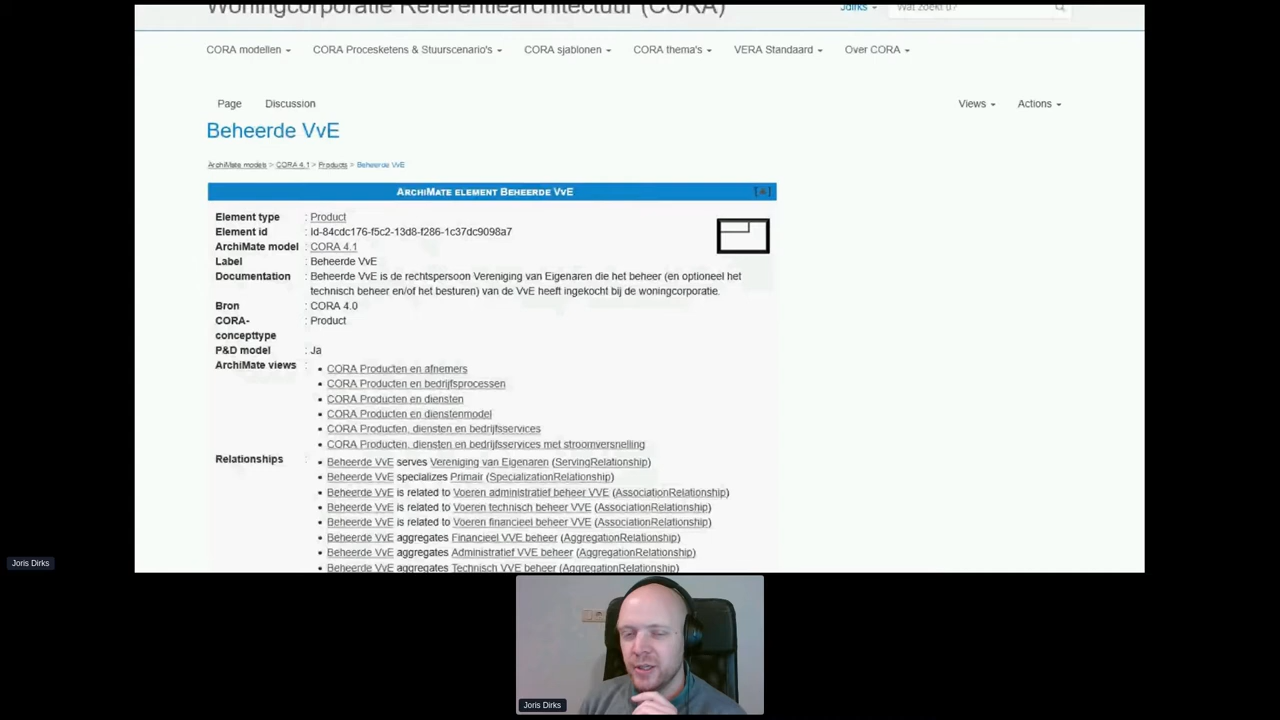 Woningcorporatie Referentiearchitectuur (CORA)
Jdirks
Wat zoekt u?
CORA modellen
CORA Procesketens & Stuurscenario's
CORA sjablonen
CORA thema's
VERA Standaard
Over CORA
Page
Discussion
Views
Actions
Beheerde VvE
ArchiMate models > CORA 4.1 > Products > Beheerde VvE
ArchiMate element Beheerde VvE
Element type : Product
Element id : Id-84cdc176-f5c2-13d8-f286-1c37dc9098a7
ArchiMate model : CORA 4.1
Label : Beheerde VvE
Documentation : Beheerde VvE is de rechtspersoon Vereniging van Eigenaren die het beheer (en optioneel het
technisch beheer en/of het besturen) van de VvE heeft ingekocht bij de woningcorporatie.
Bron : CORA 4.0
CORA- : Product
concepttype
P&D model : Ja
ArchiMate views :
• CORA Producten en afnemers
• CORA Producten en bedrijfsprocessen
• CORA Producten en diensten
• CORA Producten en dienstenmodel
• CORA Producten, diensten en bedrijfsservices
• CORA Producten, diensten en bedrijfsservices met stroomversnelling
Relationships :
• Beheerde VvE serves Vereniging van Eigenaren (ServingRelationship)
• Beheerde VvE specializes Primair (SpecializationRelationship)
• Beheerde VvE is related to Voeren administratief beheer VVE (AssociationRelationship)
• Beheerde VvE is related to Voeren technisch beheer VVE (AssociationRelationship)
• Beheerde VvE is related to Voeren financieel beheer VVE (AssociationRelationship)
• Beheerde VvE aggregates Financieel VVE beheer (AggregationRelationship)
• Beheerde VvE aggregates Administratief VVE beheer (AggregationRelationship)
• Beheerde VvE aggregates Technisch VVE beheer (AggregationRelationship)
Joris Dirks
Joris Dirks